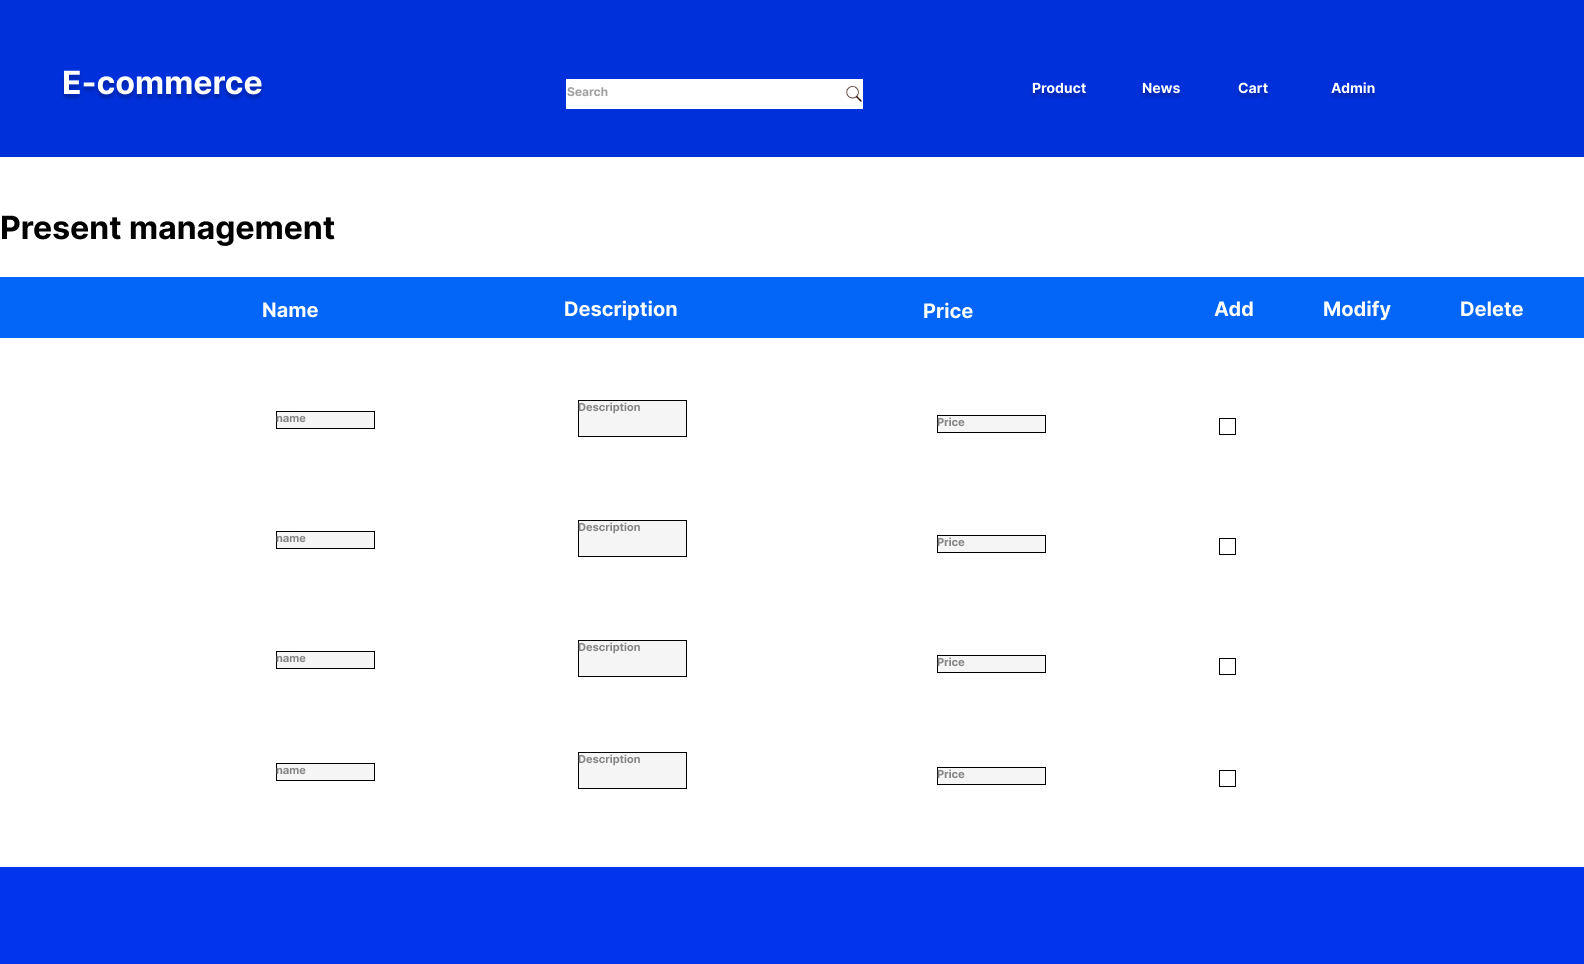 E-commerce
Search
Product News Cart Admin
Present management
Name Description Price Add Modify Delete
name Description Price
name Description Price
name Description Price
name Description Price